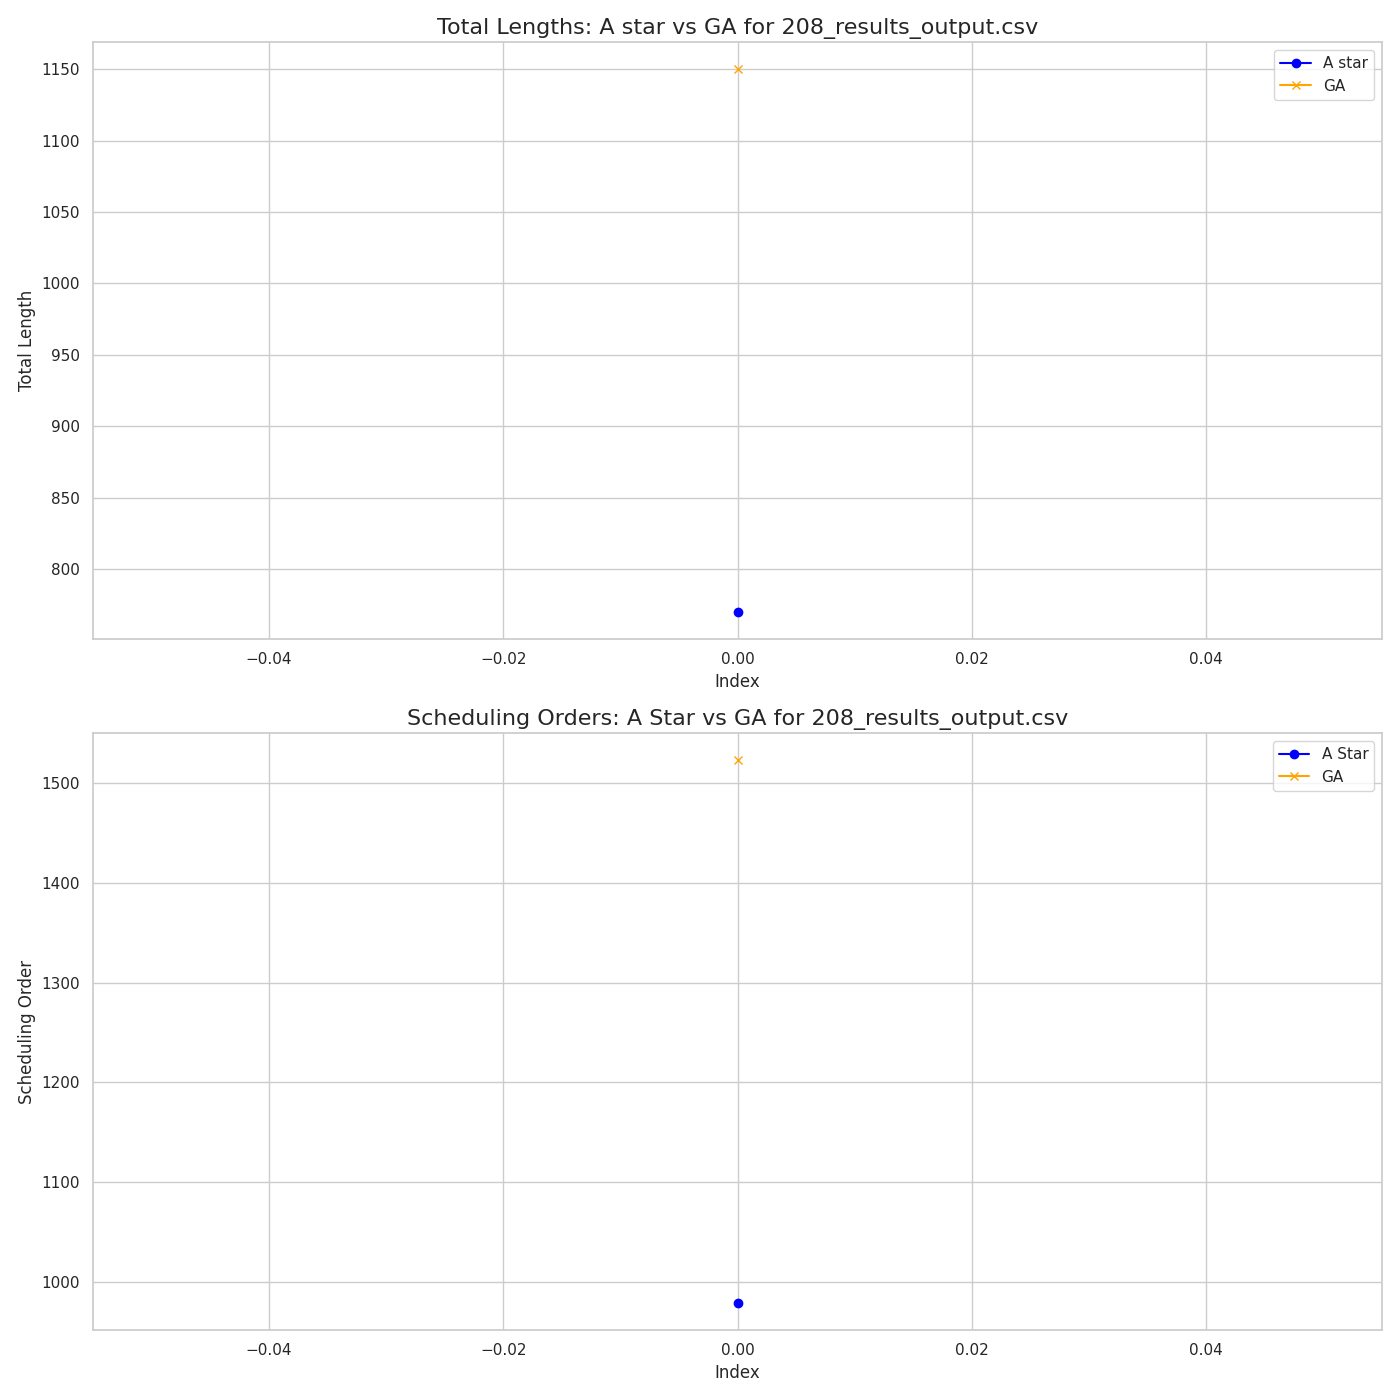 Total Lengths: A star vs GA for 208_results_output.csv
A star
GA
1150
1100
1050
1000
950
900
850
800
Total Length
−0.04
−0.02
0.00
0.02
0.04
Index
Scheduling Orders: A Star vs GA for 208_results_output.csv
A Star
GA
1500
1400
1300
1200
1100
1000
Scheduling Order
−0.04
−0.02
0.00
0.02
0.04
Index